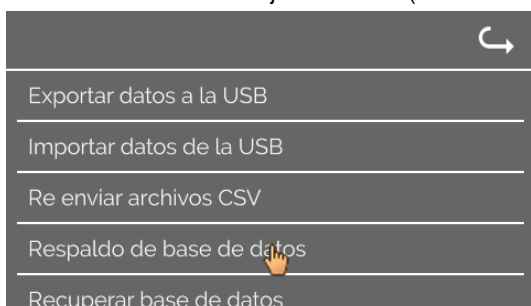 Exportar datos a la USB
Importar datos de la USB
Re enviar archivos CSV
Respaldo de base de datos
Recuperar base de datos